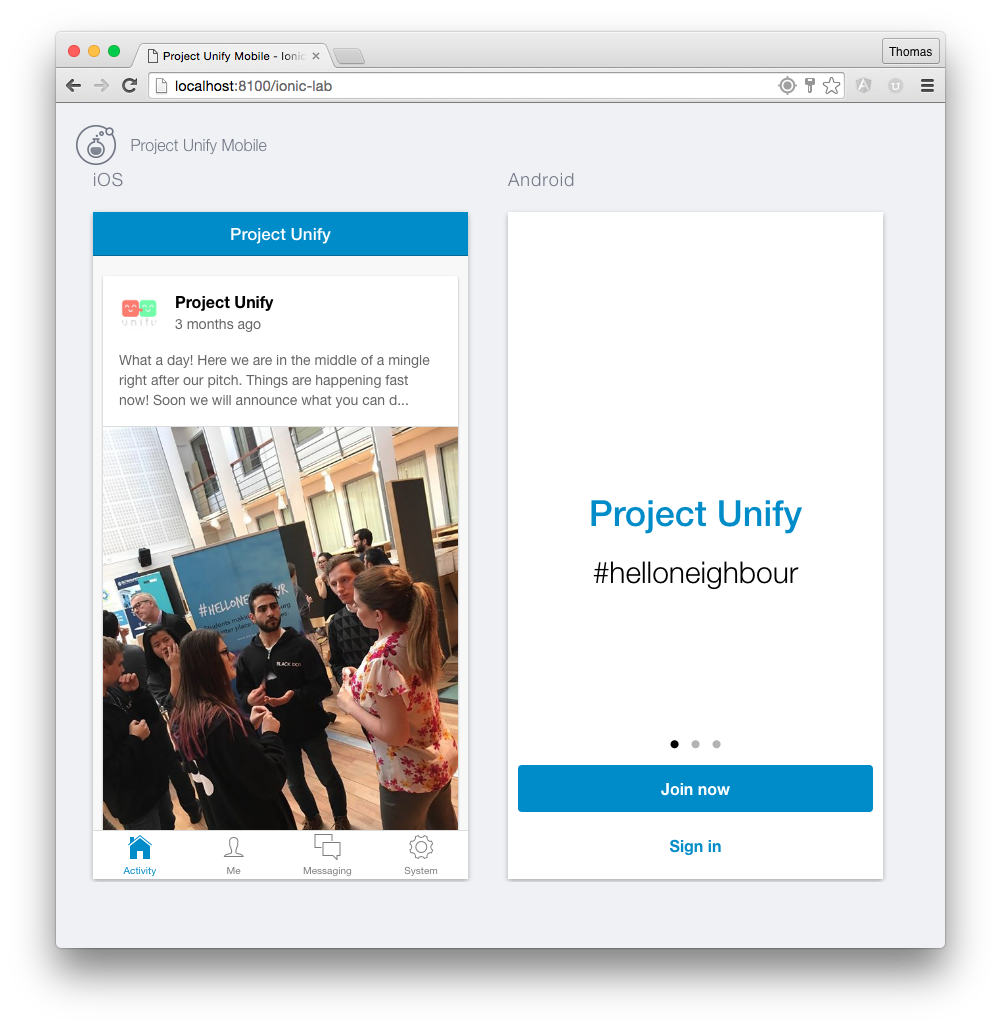 Project Unify Mobile - Ionic
Thomas
localhost:8100/ionic-lab
Project Unify Mobile
iOS
Android
Project Unify
unify
Project Unify
3 months ago
What a day! Here we are in the middle of a mingle
right after our pitch. Things are happening fast
now! Soon we will announce what you can d...
BLACK
Activity
Me
Messaging
System
Project Unify
#helloneighbour
Join now
Sign in